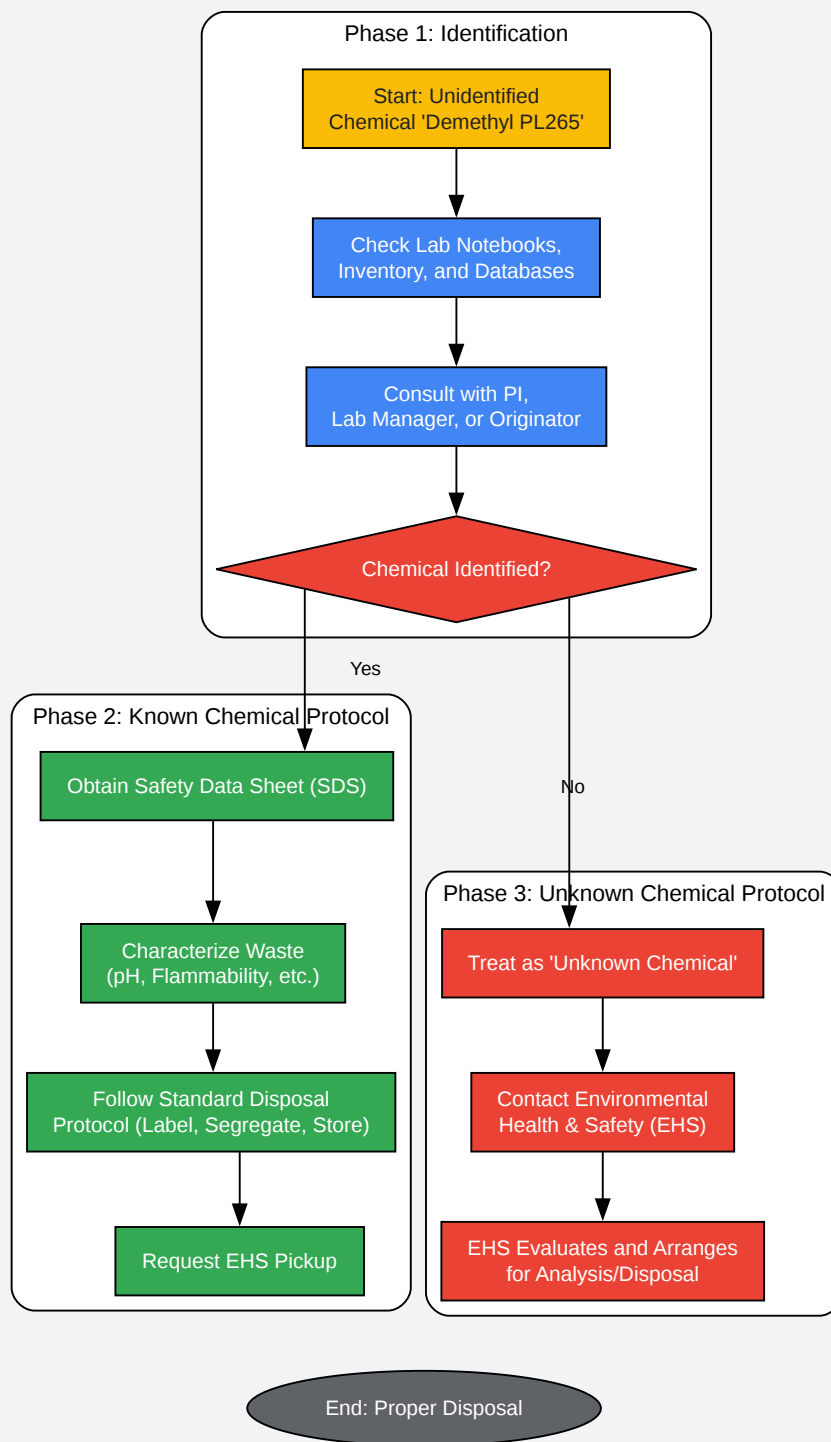 Phase 1: Identification
Start: Unidentified
Chemical 'Demethyl PL265'
Check Lab Notebooks,
Inventory, and Databases
Consult with PI,
Lab Manager, or Originator
Chemical Identified?
Yes
No
Phase 2: Known Chemical Protocol
Obtain Safety Data Sheet (SDS)
Characterize Waste
(pH, Flammability, etc.)
Follow Standard Disposal
Protocol (Label, Segregate, Store)
Request EHS Pickup
Phase 3: Unknown Chemical Protocol
Treat as 'Unknown Chemical'
Contact Environmental
Health & Safety (EHS)
EHS Evaluates and Arranges
for Analysis/Disposal
End: Proper Disposal